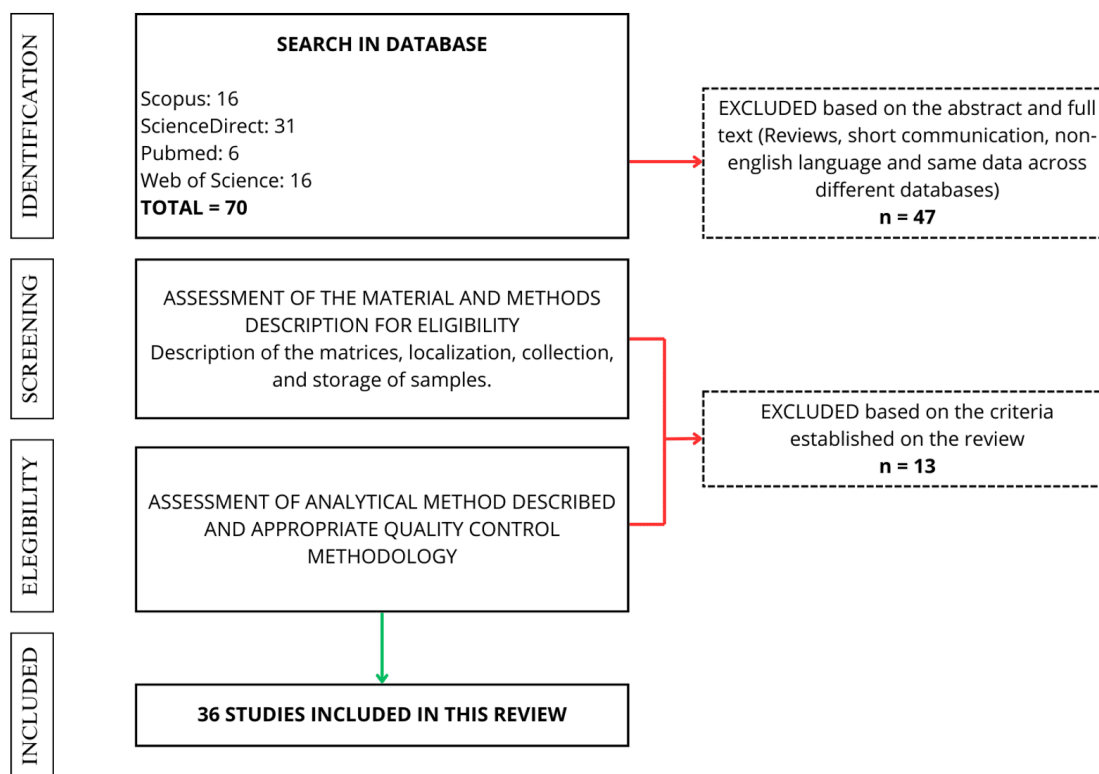 IDENTIFICATION
SEARCH IN DATABASE
Scopus: 16
ScienceDirect: 31
Pubmed: 6
Web of Science: 16
TOTAL = 70
EXCLUDED based on the abstract and full
text (Reviews, short communication, non-
english language and same data across
different databases)
n = 47
SCREENING
ASSESSMENT OF THE MATERIAL AND METHODS
DESCRIPTION FOR ELIGIBILITY
Description of the matrices, localization, collection,
and storage of samples.
EXCLUDED based on the criteria
established on the review
n = 13
ELEGIBILITY
ASSESSMENT OF ANALYTICAL METHOD DESCRIBED
AND APPROPRIATE QUALITY CONTROL
METHODOLOGY
INCLUDED
36 STUDIES INCLUDED IN THIS REVIEW